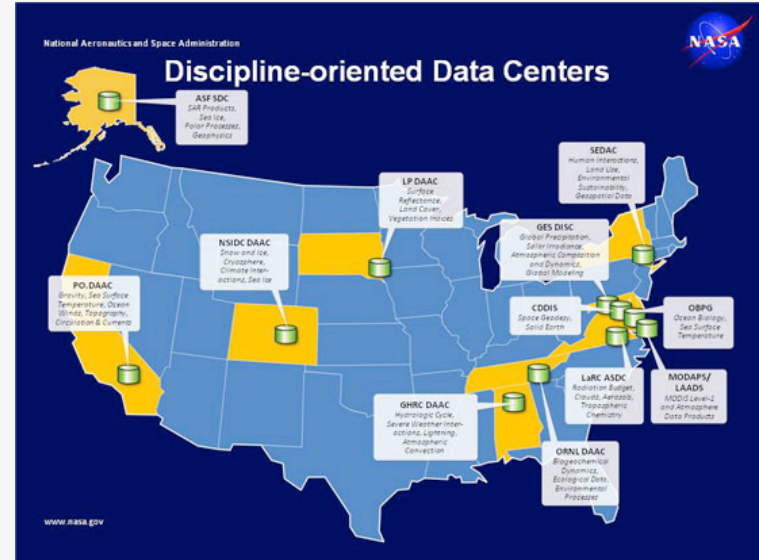 National Aeronautics and Space Administration
NASA
Discipline-oriented Data Centers
ASF SDC
SAR Products,
Sea Ice,
Polar Processes,
Geophysics
SEDAC
Human Interactions,
Land Use,
Environmental
Sustainability,
Geospatial Data
LP DAAC
Surface
Reflectance,
Land Cover,
Vegetation Indices
GES DISC
Global Precipitation,
Solar Irradiance,
Atmospheric Composition
and Dynamics,
Global Modeling
NSIDC DAAC
Snow and Ice,
Cryosphere,
Climate Inter-
actions, Sea Ice
PO.DAAC
Gravity, Sea Surface
Temperature, Ocean
Winds, Topography,
Circulation & Currents
CDDIS
Space Geodesy,
Solid Earth
OBPG
Ocean Biology,
Sea Surface
Temperature
LaRC ASDC
Radiation Budget,
Clouds, Aerosols,
Tropospheric
Chemistry
MODAPS/
LAADS
MODIS Level-1
and Atmosphere
Data Products
GHRC DAAC
Hydrologic Cycle,
Severe Weather Inter-
actions, Lightning,
Atmospheric
Convection
ORNL DAAC
Biogeochemical
Dynamics,
Ecological Data,
Environmental
Processes
www.nasa.gov